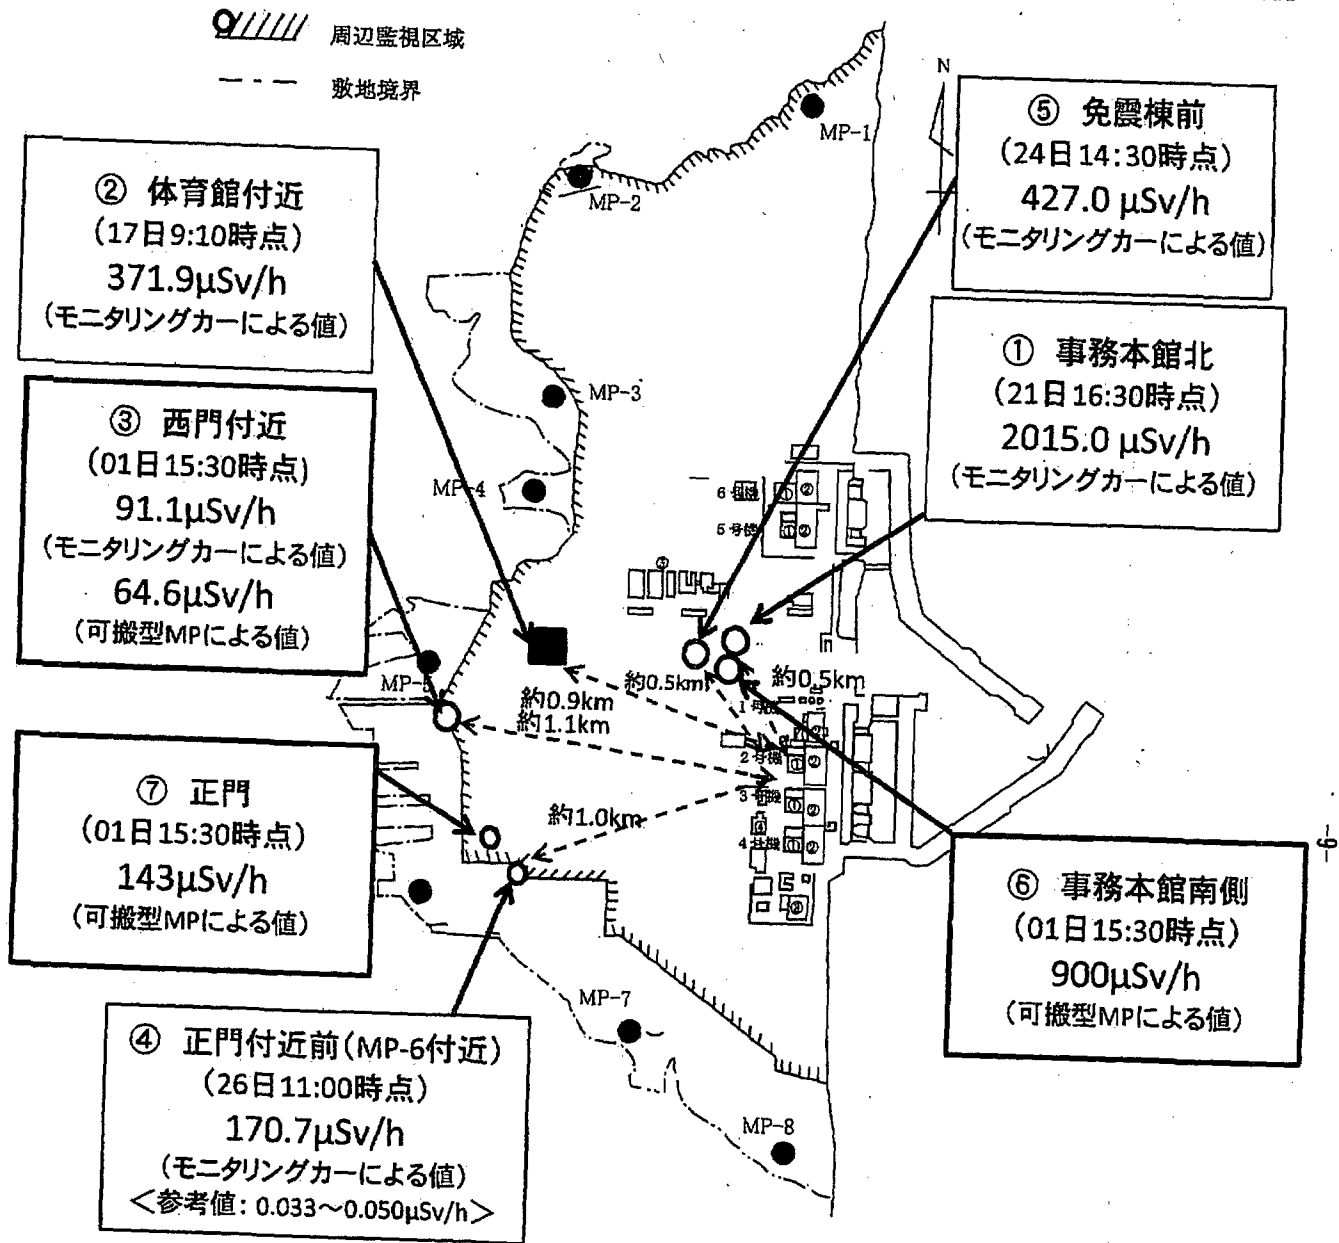 周辺監視区域
敷地境界
N
MP-1
MP-2
MP-3
MP-4
MP-5
MP-7
MP-8
② 体育館付近
(17日9:10時点)
371.9μSv/h
(モニタリングカーによる値)
③ 西門付近
(01日15:30時点)
91.1μSv/h
(モニタリングカーによる値)
64.6μSv/h
(可搬型MPによる値)
⑦ 正門
(01日15:30時点)
143μSv/h
(可搬型MPによる値)
④ 正門付近前(MP-6付近)
(26日11:00時点)
170.7μSv/h
(モニタリングカーによる値)
<参考値: 0.033～0.050μSv/h>
⑤ 免震棟前
(24日14:30時点)
427.0 μSv/h
(モニタリングカーによる値)
① 事務本館北
(21日16:30時点)
2015.0 μSv/h
(モニタリングカーによる値)
⑥ 事務本館南側
(01日15:30時点)
900μSv/h
(可搬型MPによる値)
6号機
① ②
5号機
① ②
約0.5km
約0.5km
約0.9km
約1.1km
約1.0km
1号機
2号機
① ②
3号機
① ②
4号機
① ②
-9-